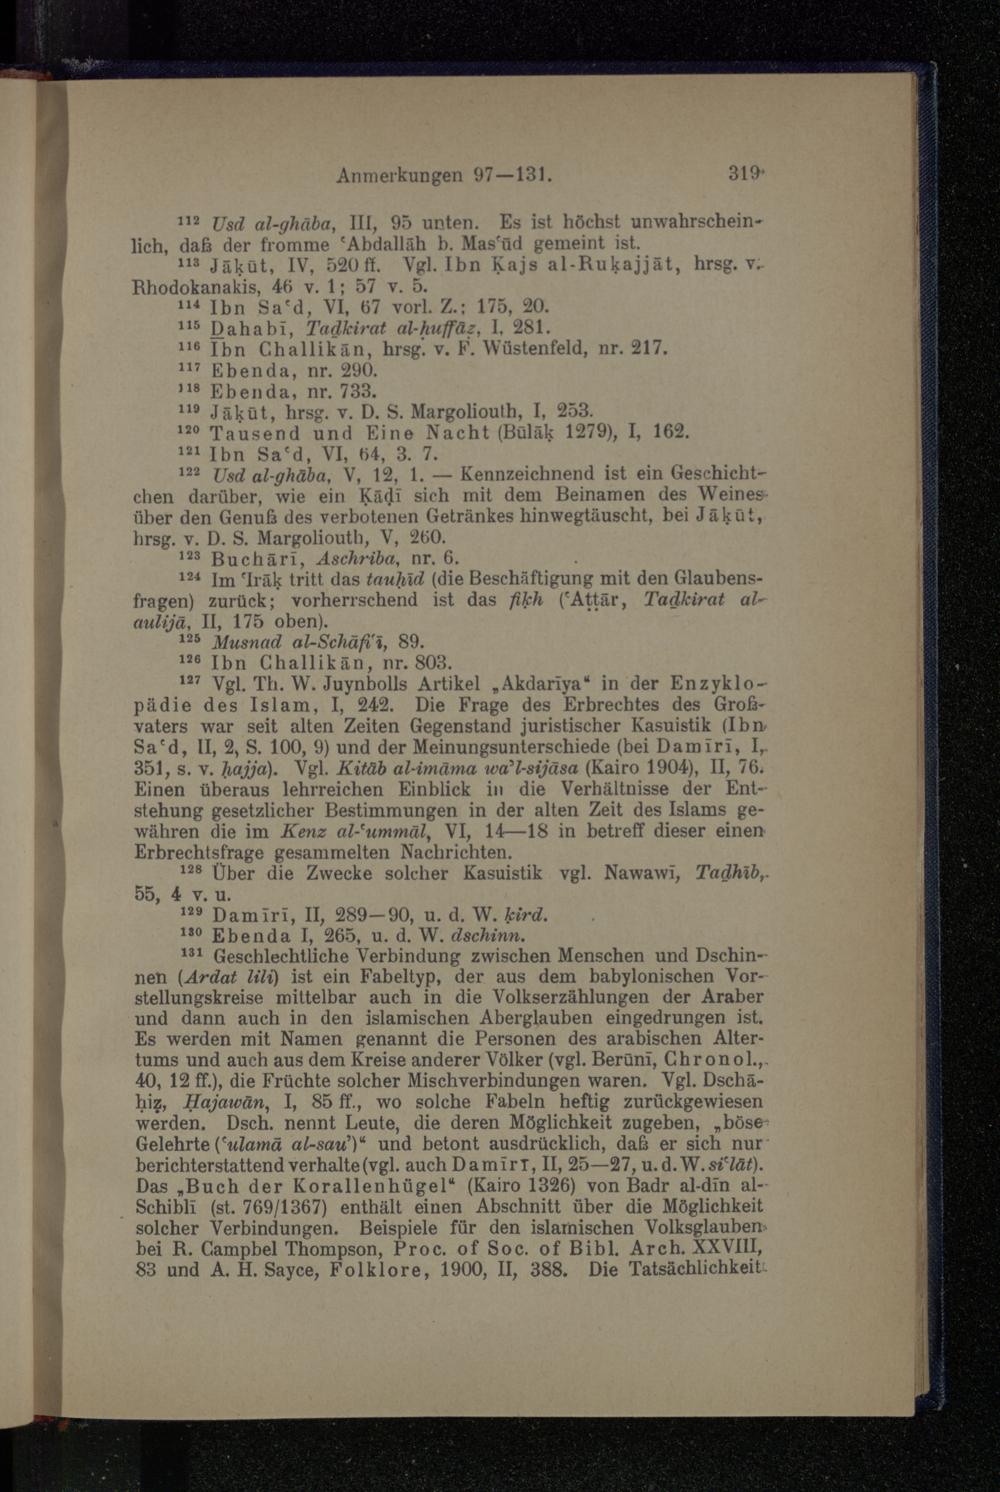 Anmerkungen 97—131. 319
¹¹² Usd al-ghāba, III, 95 unten. Es ist höchst unwahrschein-
lich, daß der fromme ʿAbdallāh b. Masʿūd gemeint ist.
¹¹³ Jāḳūt, IV, 520 ff. Vgl. Ibn Ḳajs al-Ruḳajjāt, hrsg. v.
Rhodokanakis, 46 v. 1; 57 v. 5.
¹¹⁴ Ibn Saʿd, VI, 67 vorl. Z.; 175, 20.
¹¹⁵ Ḏahabī, Taḏkirat al-ḥuffāẓ, I, 281.
¹¹⁶ Ibn Challikān, hrsg. v. F. Wüstenfeld, nr. 217.
¹¹⁷ Ebenda, nr. 290.
¹¹⁸ Ebenda, nr. 733.
¹¹⁹ Jāḳūt, hrsg. v. D. S. Margoliouth, I, 253.
¹²⁰ Tausend und Eine Nacht (Būlāḳ 1279), I, 162.
¹²¹ Ibn Saʿd, VI, 64, 3. 7.
¹²² Usd al-ghāba, V, 12, 1. — Kennzeichnend ist ein Geschicht-
chen darüber, wie ein Ḳāḍī sich mit dem Beinamen des Weines
über den Genuß des verbotenen Getränkes hinwegtäuscht, bei Jāḳūt,
hrsg. v. D. S. Margoliouth, V, 260.
¹²³ Buchārī, Aschriba, nr. 6.
¹²⁴ Im ʿIrāḳ tritt das tauḥīd (die Beschäftigung mit den Glaubens-
fragen) zurück; vorherrschend ist das fiḳh (ʿAṭṭār, Taḏkirat al-
aulijā, II, 175 oben).
¹²⁵ Musnad al-Schāfiʿī, 89.
¹²⁶ Ibn Challikān, nr. 803.
¹²⁷ Vgl. Th. W. Juynbolls Artikel „Akdarīya“ in der Enzyklo-
pädie des Islam, I, 242. Die Frage des Erbrechtes des Groß-
vaters war seit alten Zeiten Gegenstand juristischer Kasuistik (Ibn
Saʿd, II, 2, S. 100, 9) und der Meinungsunterschiede (bei Damīrī, I,
351, s. v. ḥajja). Vgl. Kitāb al-imāma waʾl-sijāsa (Kairo 1904), II, 76.
Einen überaus lehrreichen Einblick in die Verhältnisse der Ent-
stehung gesetzlicher Bestimmungen in der alten Zeit des Islams ge-
währen die im Kenz al-ʿummāl, VI, 14—18 in betreff dieser einen
Erbrechtsfrage gesammelten Nachrichten.
¹²⁸ Über die Zwecke solcher Kasuistik vgl. Nawawī, Taḏhīb,
55, 4 v. u.
¹²⁹ Damīrī, II, 289—90, u. d. W. ḳird.
¹³⁰ Ebenda I, 265, u. d. W. dschinn.
¹³¹ Geschlechtliche Verbindung zwischen Menschen und Dschin-
nen (Ardat lili) ist ein Fabeltyp, der aus dem babylonischen Vor-
stellungskreise mittelbar auch in die Volkserzählungen der Araber
und dann auch in den islamischen Aberglauben eingedrungen ist.
Es werden mit Namen genannt die Personen des arabischen Alter-
tums und auch aus dem Kreise anderer Völker (vgl. Berūnī, Chronol.,
40, 12 ff.), die Früchte solcher Mischverbindungen waren. Vgl. Dschā-
ḥiẓ, Ḥajawān, I, 85 ff., wo solche Fabeln heftig zurückgewiesen
werden. Dsch. nennt Leute, die deren Möglichkeit zugeben, „böse
Gelehrte (ʿulamā al-sauʾ)“ und betont ausdrücklich, daß er sich nur
berichterstattend verhalte (vgl. auch Damīrī, II, 25—27, u. d. W. siʿlāt).
Das „Buch der Korallenhügel“ (Kairo 1326) von Badr al-dīn al-
Schiblī (st. 769/1367) enthält einen Abschnitt über die Möglichkeit
solcher Verbindungen. Beispiele für den islamischen Volksglauben
bei R. Campbel Thompson, Proc. of Soc. of Bibl. Arch. XXVIII,
83 und A. H. Sayce, Folklore, 1900, II, 388. Die Tatsächlichkeit